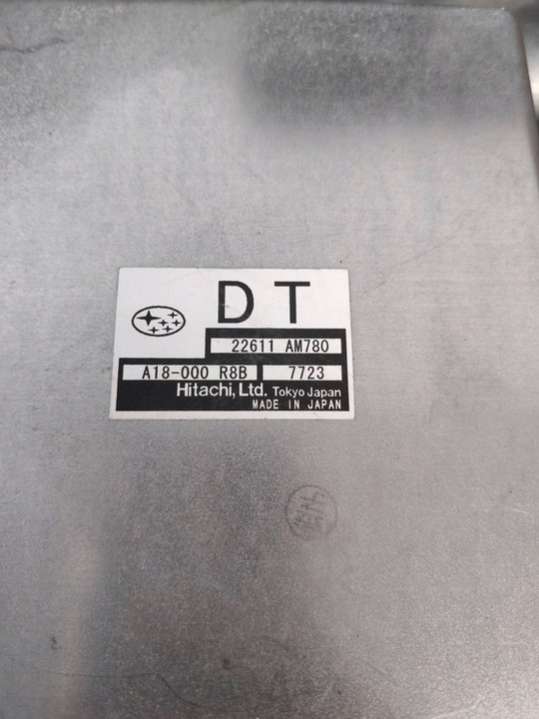 DT
22611 AM780
A18-000 R8B 7723
Hitachi, Ltd. Tokyo Japan
MADE IN JAPAN